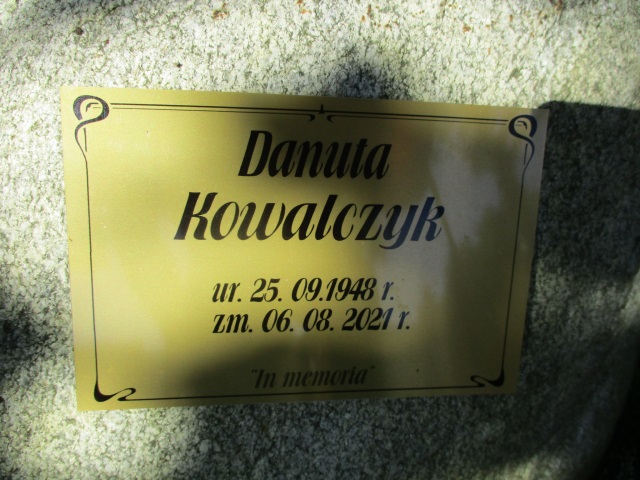 Danuta
Kowalczyk
ur. 25. 09.1948 r.
zm. 06. 08. 2021 r.
"In memoria"